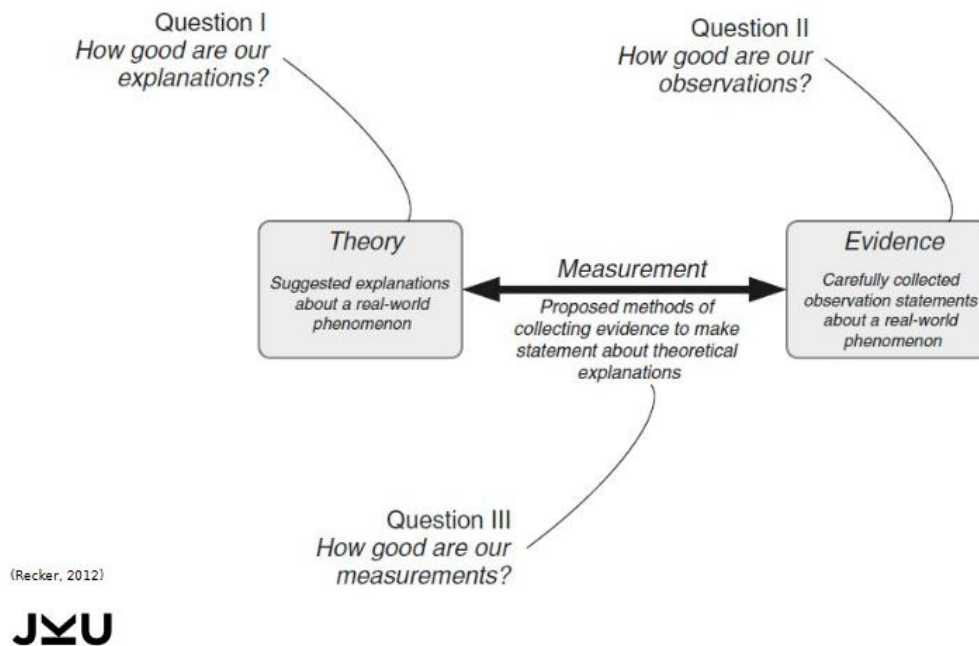 Question I
How good are our
explanations?
Question II
How good are our
observations?
Theory
Suggested explanations
about a real-world
phenomenon
Measurement
Proposed methods of
collecting evidence to make
statement about theoretical
explanations
Evidence
Carefully collected
observation statements
about a real-world
phenomenon
Question III
How good are our
measurements?
(Recker, 2012)
JKU